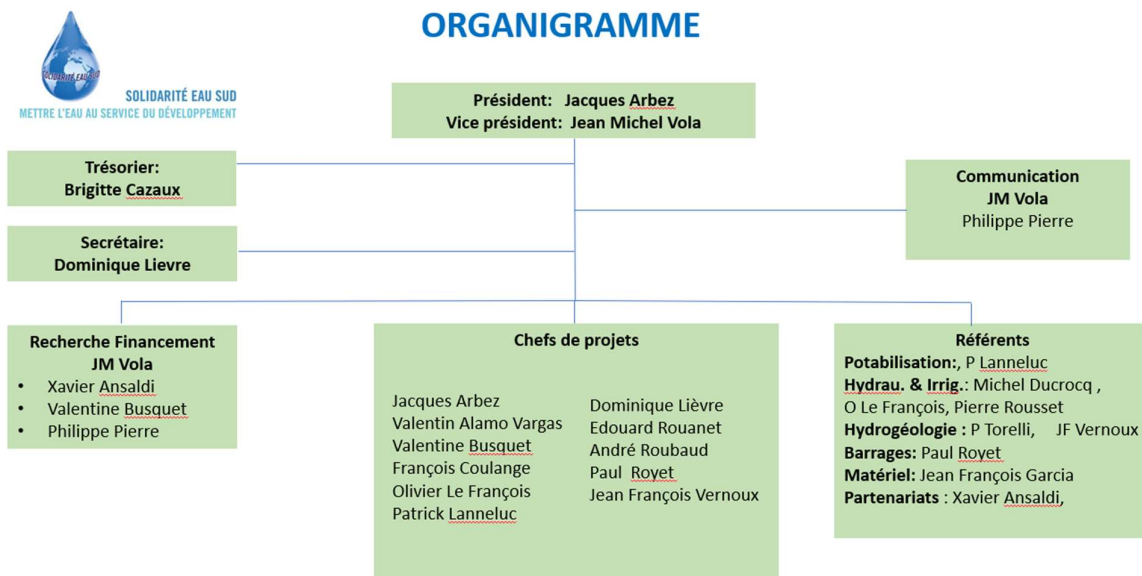 ORGANIGRAMME
SOLIDARITÉ EAU SUD
SOLIDARITÉ EAU SUD
METTRE L'EAU AU SERVICE DU DÉVELOPPEMENT
Président: Jacques Arbez
Vice président: Jean Michel Vola
Trésorier:
Brigitte Cazaux
Communication
JM Vola
Philippe Pierre
Secrétaire:
Dominique Lievre
Recherche Financement
JM Vola
• Xavier Ansaldi
• Valentine Busquet
• Philippe Pierre
Chefs de projets
Jacques Arbez
Valentin Alamo Vargas
Valentine Busquet
François Coulange
Olivier Le François
Patrick Lanneluc
Dominique Lièvre
Edouard Rouanet
André Roubaud
Paul Royet
Jean François Vernoux
Référents
Potabilisation:, P Lanneluc
Hydrau. & Irrig.: Michel Ducrocq ,
O Le François, Pierre Rousset
Hydrogéologie : P Torelli, JF Vernoux
Barrages: Paul Royet
Matériel: Jean François Garcia
Partenariats : Xavier Ansaldi,